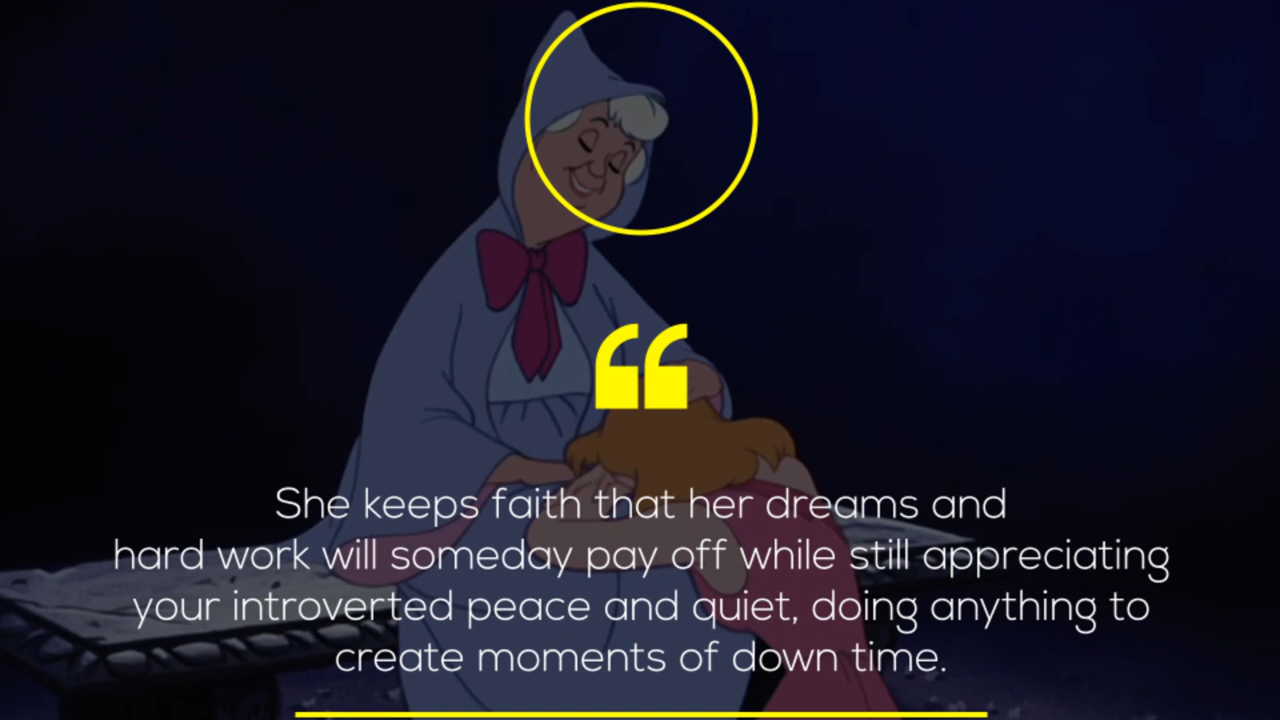 “
She keeps faith that her dreams and
hard work will someday pay off while still appreciating
your introverted peace and quiet, doing anything to
create moments of down time.